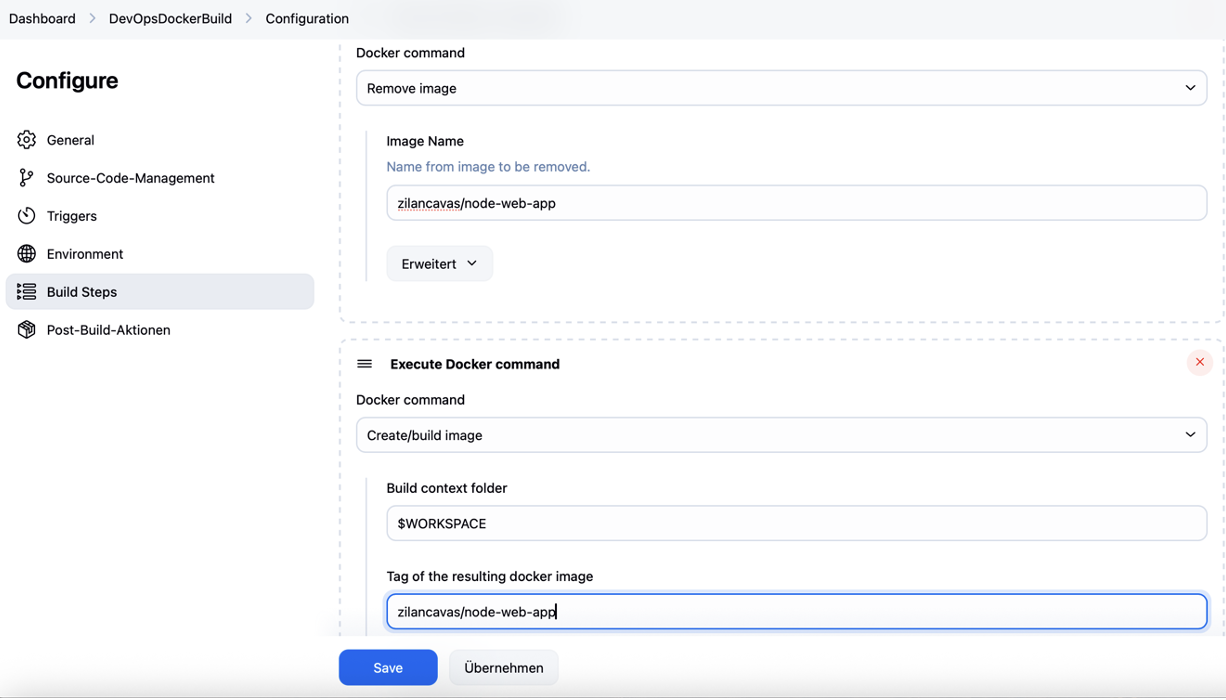 Dashboard > DevOpsDockerBuild > Configuration
Configure
General
Source-Code-Management
Triggers
Environment
Build Steps
Post-Build-Aktionen
Docker command
Remove image
Image Name
Name from image to be removed.
zilancavas/node-web-app
Erweitert
Execute Docker command
Docker command
Create/build image
Build context folder
$WORKSPACE
Tag of the resulting docker image
zilancavas/node-web-app
Save
Übernehmen